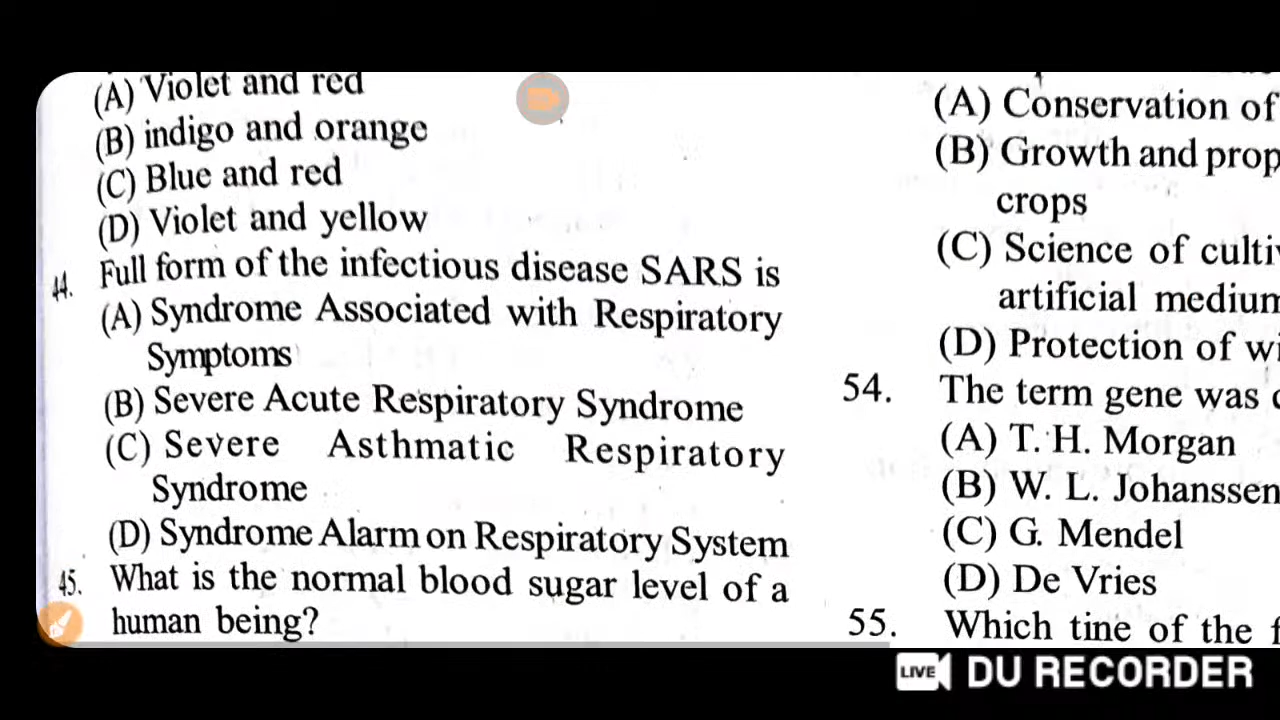 (A) Violet and red
(B) indigo and orange
(C) Blue and red
(D) Violet and yellow
44. Full form of the infectious disease SARS is
(A) Syndrome Associated with Respiratory
Symptoms
(B) Severe Acute Respiratory Syndrome
(C) Severe Asthmatic Respiratory
Syndrome
(D) Syndrome Alarm on Respiratory System
45. What is the normal blood sugar level of a
human being?
(A) Conservation of
(B) Growth and prop
crops
(C) Science of culti
artificial medium
(D) Protection of wi
54. The term gene was
(A) T. H. Morgan
(B) W. L. Johanssen
(C) G. Mendel
(D) De Vries
55. Which tine of the f
LIVE DU RECORDER